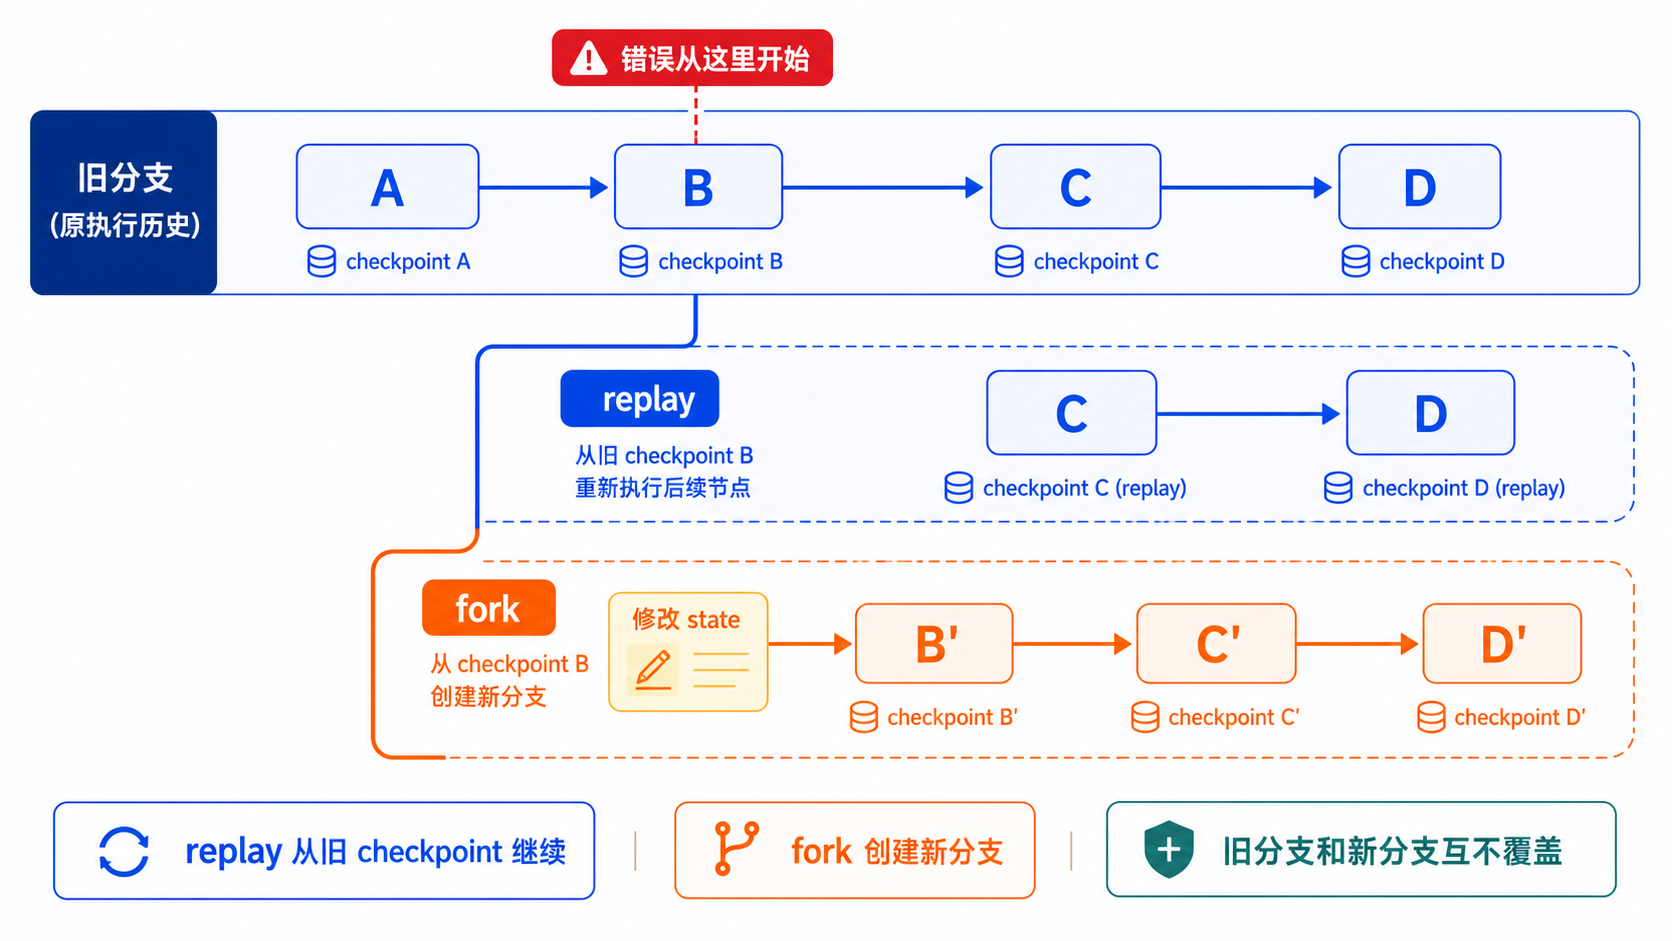 错误从这里开始
旧分支
(原执行历史)
A
B
C
D
checkpoint A
checkpoint B
checkpoint C
checkpoint D
replay
从旧 checkpoint B
重新执行后续节点
C
D
checkpoint C (replay)
checkpoint D (replay)
fork
从 checkpoint B
创建新分支
修改 state
B'
C'
D'
checkpoint B'
checkpoint C'
checkpoint D'
replay 从旧 checkpoint 继续
fork 创建新分支
旧分支和新分支互不覆盖